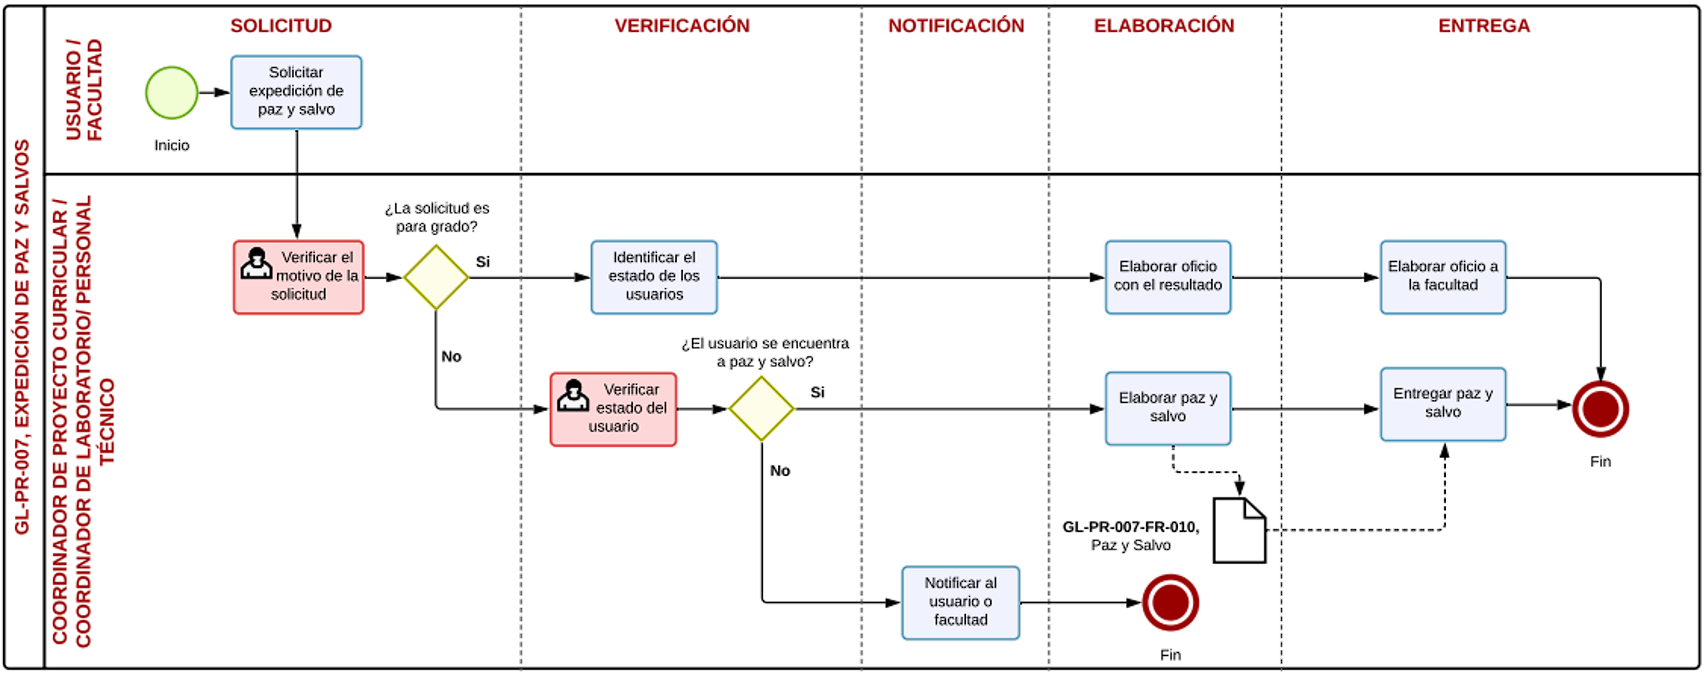 GL-PR-007, EXPEDICIÓN DE PAZ Y SALVOS
SOLICITUD
VERIFICACIÓN
NOTIFICACIÓN
ELABORACIÓN
ENTREGA
USUARIO /
FACULTAD
Inicio
Solicitar
expedición de
paz y salvo
COORDINADOR DE PROYECTO CURRICULAR /
COORDINADOR DE LABORATORIO/ PERSONAL
TÉCNICO
Verificar el
motivo de la
solicitud
¿La solicitud es
para grado?
Si
No
Identificar el
estado de los
usuarios
Elaborar oficio
con el resultado
Elaborar oficio a
la facultad
Verificar
estado del
usuario
¿El usuario se encuentra
a paz y salvo?
Si
No
Elaborar paz y
salvo
Entregar paz y
salvo
Fin
GL-PR-007-FR-010,
Paz y Salvo
Notificar al
usuario o
facultad
Fin